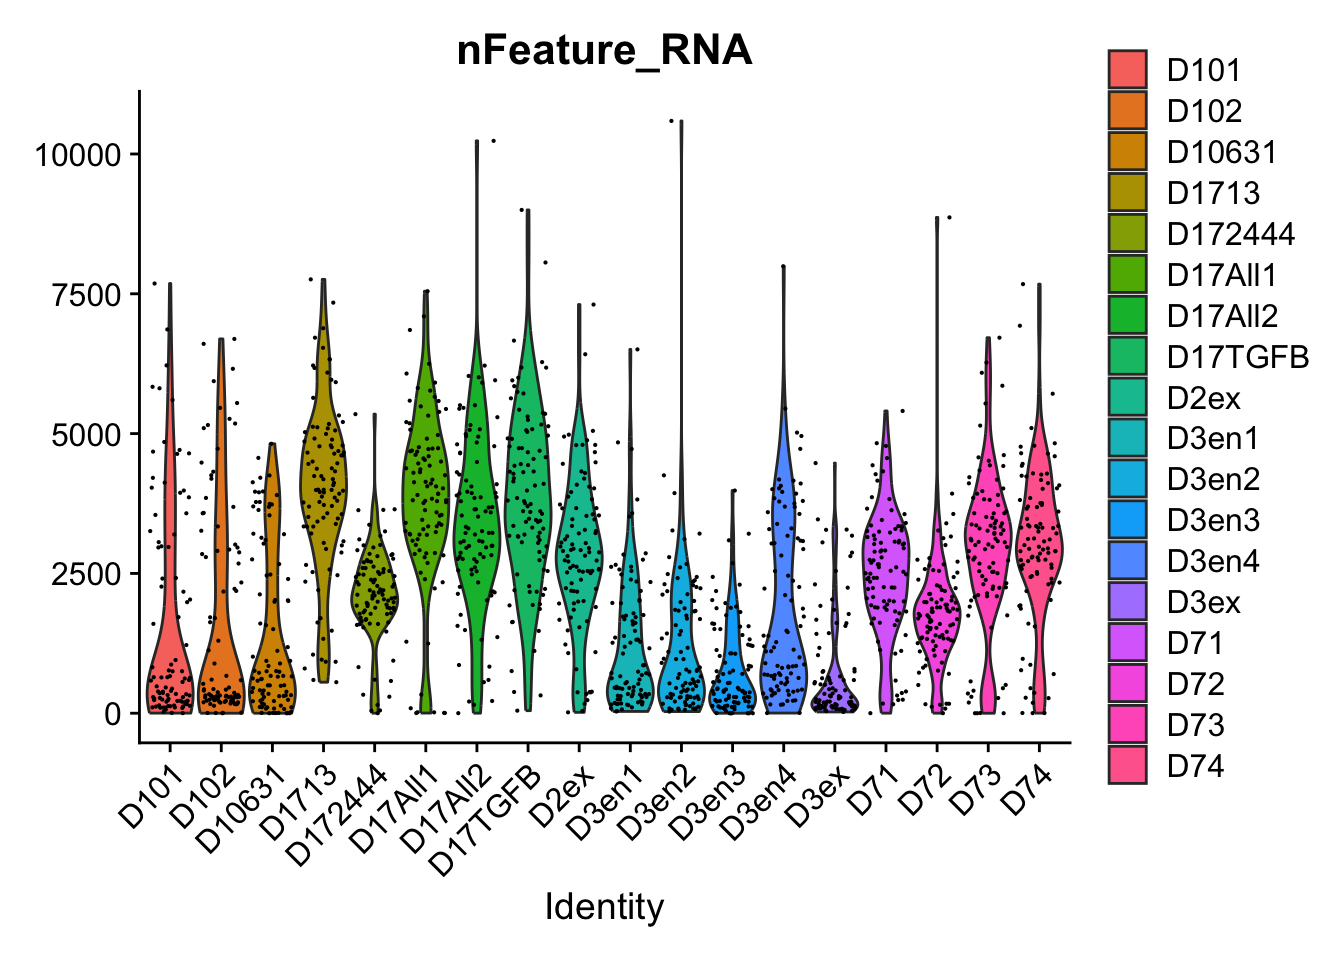 nFeature_RNA
10000
7500
5000
2500
0
D101
D102
D10631
D1713
D172444
D17All1
D17All2
D17TGFB
D2ex
D3en1
D3en2
D3en3
D3en4
D3ex
D71
D72
D73
D74
Identity
D101
D102
D10631
D1713
D172444
D17All1
D17All2
D17TGFB
D2ex
D3en1
D3en2
D3en3
D3en4
D3ex
D71
D72
D73
D74